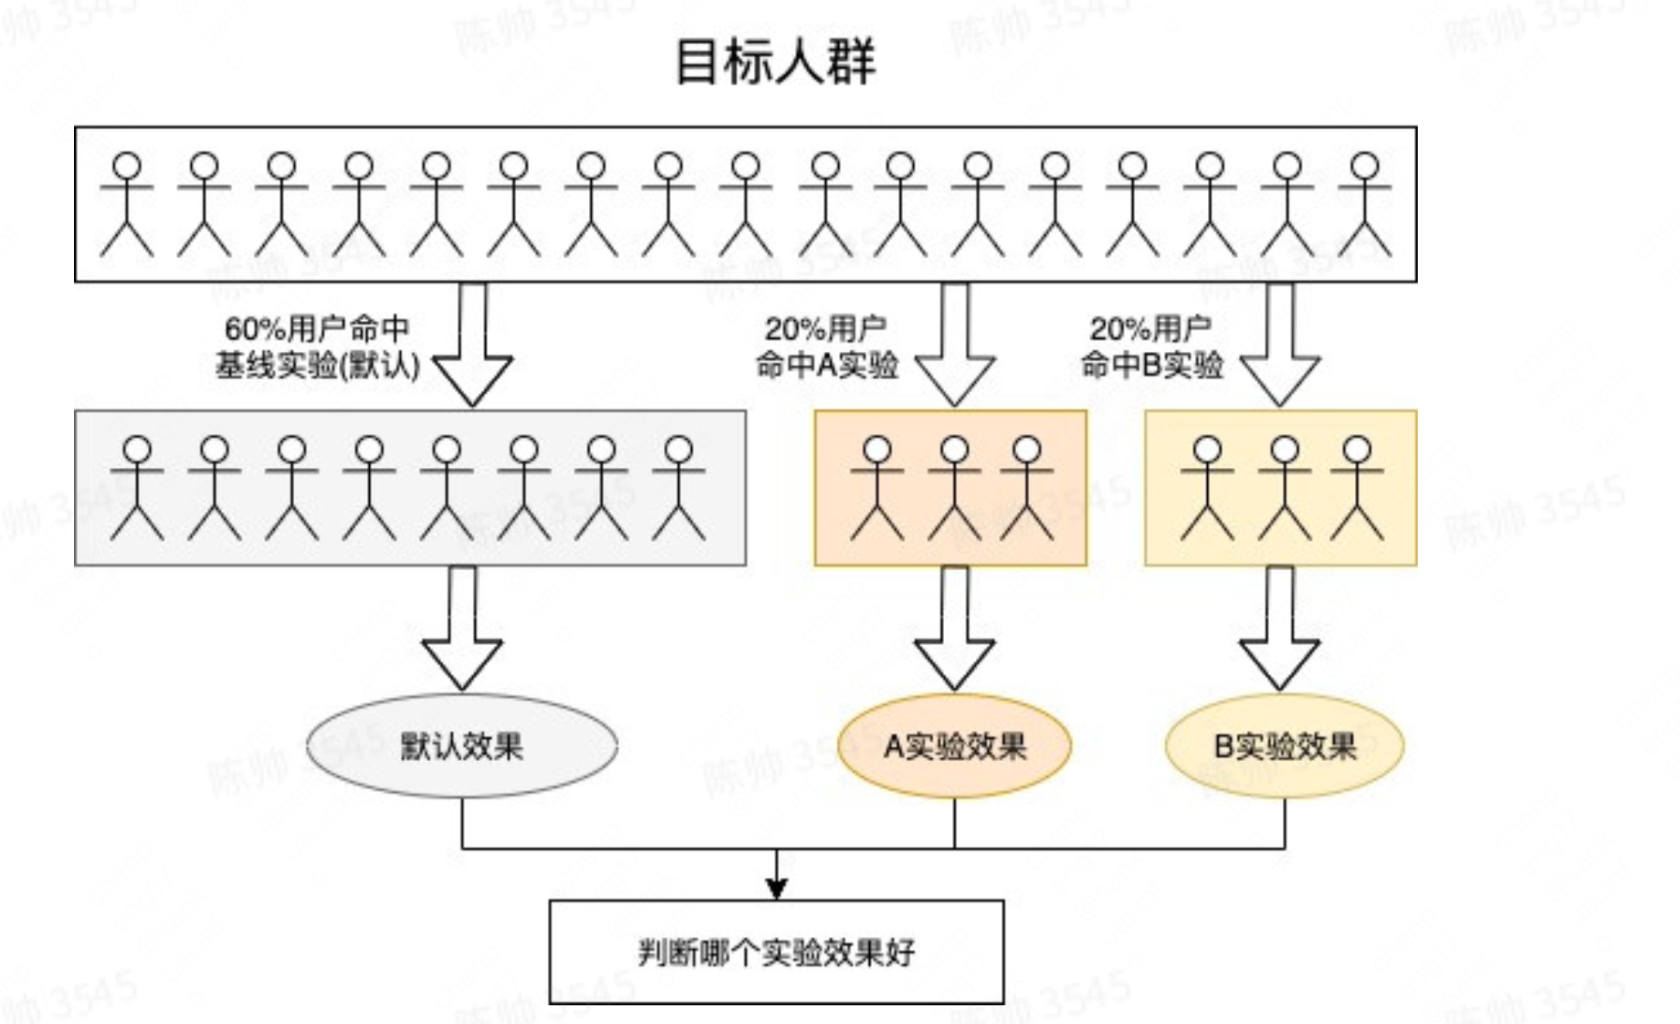 目标人群
60%用户命中
基线实验(默认)
20%用户
命中A实验
20%用户
命中B实验
默认效果
A实验效果
B实验效果
判断哪个实验效果好
陈帅 3545